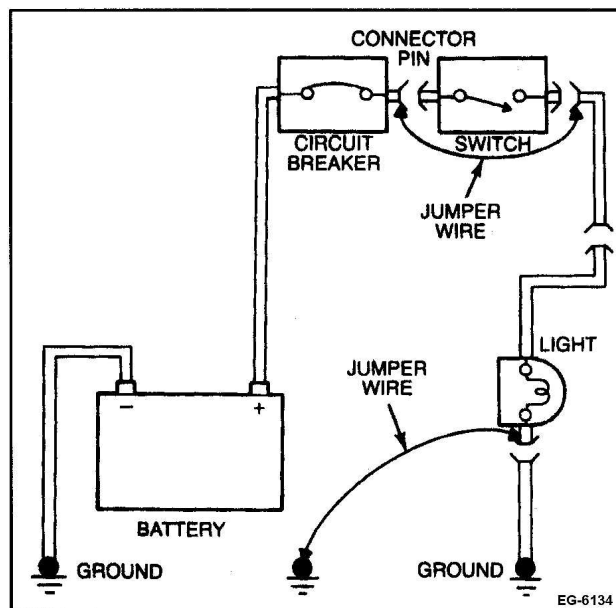 CONNECTOR
PIN
CIRCUIT
BREAKER
SWITCH
JUMPER
WIRE
LIGHT
JUMPER
WIRE
− +
BATTERY
GROUND
GROUND
EG-6134